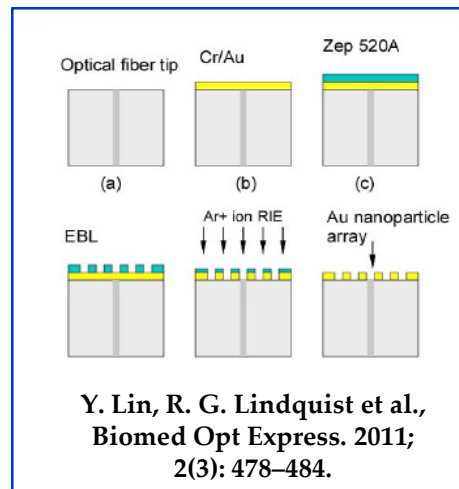 Optical fiber tip
Cr/Au
Zep 520A
(a)
(b)
(c)
EBL
Ar+ ion RIE
Au nanoparticle
array
Y. Lin, R. G. Lindquist et al.,
Biomed Opt Express. 2011;
2(3): 478–484.